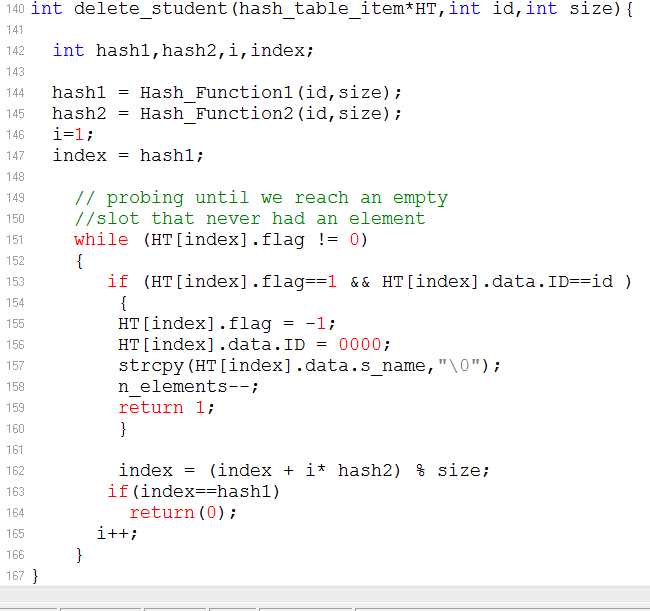 140 int delete_student(hash_table_item*HT,int id,int size){
141
142 int hash1,hash2,i,index;
143
144 hash1 = Hash_Function1(id,size);
145 hash2 = Hash_Function2(id,size);
146 i=1;
147 index = hash1;
148
149 // probing until we reach an empty
150 //slot that never had an element
151 while (HT[index].flag != 0)
152 {
153 if (HT[index].flag==1 && HT[index].data.ID==id )
154 {
155 HT[index].flag = -1;
156 HT[index].data.ID = 0000;
157 strcpy(HT[index].data.s_name,"\0");
158 n_elements--;
159 return 1;
160 }
161
162 index = (index + i* hash2) % size;
163 if(index==hash1)
164 return(0);
165 i++;
166 }
167 }